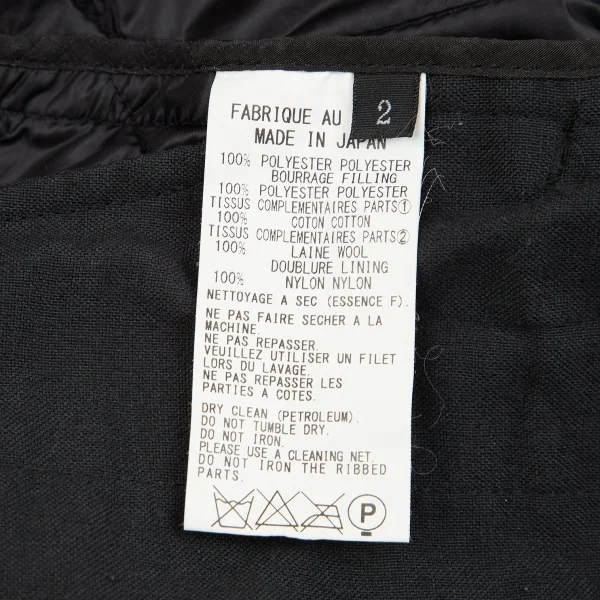 FABRIQUE AU
2
MADE IN JAPAN
100% POLYESTER POLYESTER
BOURRAGE FILLING
100% POLYESTER POLYESTER
TISSUS COMPLEMENTAIRES PARTS①
100% COTON COTTON
TISSUS COMPLEMENTAIRES PARTS②
100% LAINE WOOL
DOUBLURE LINING
100% NYLON NYLON
NETTOYAGE A SEC (ESSENCE F).
NE PAS FAIRE SECHER A LA
MACHINE.
NE PAS REPASSER.
VEUILLEZ UTILISER UN FILET
LORS DU LAVAGE.
NE PAS REPASSER LES
PARTIES A COTES.
DRY CLEAN (PETROLEUM).
DO NOT TUMBLE DRY.
DO NOT IRON.
PLEASE USE A CLEANING NET.
DO NOT IRON THE RIBBED
PARTS.
P